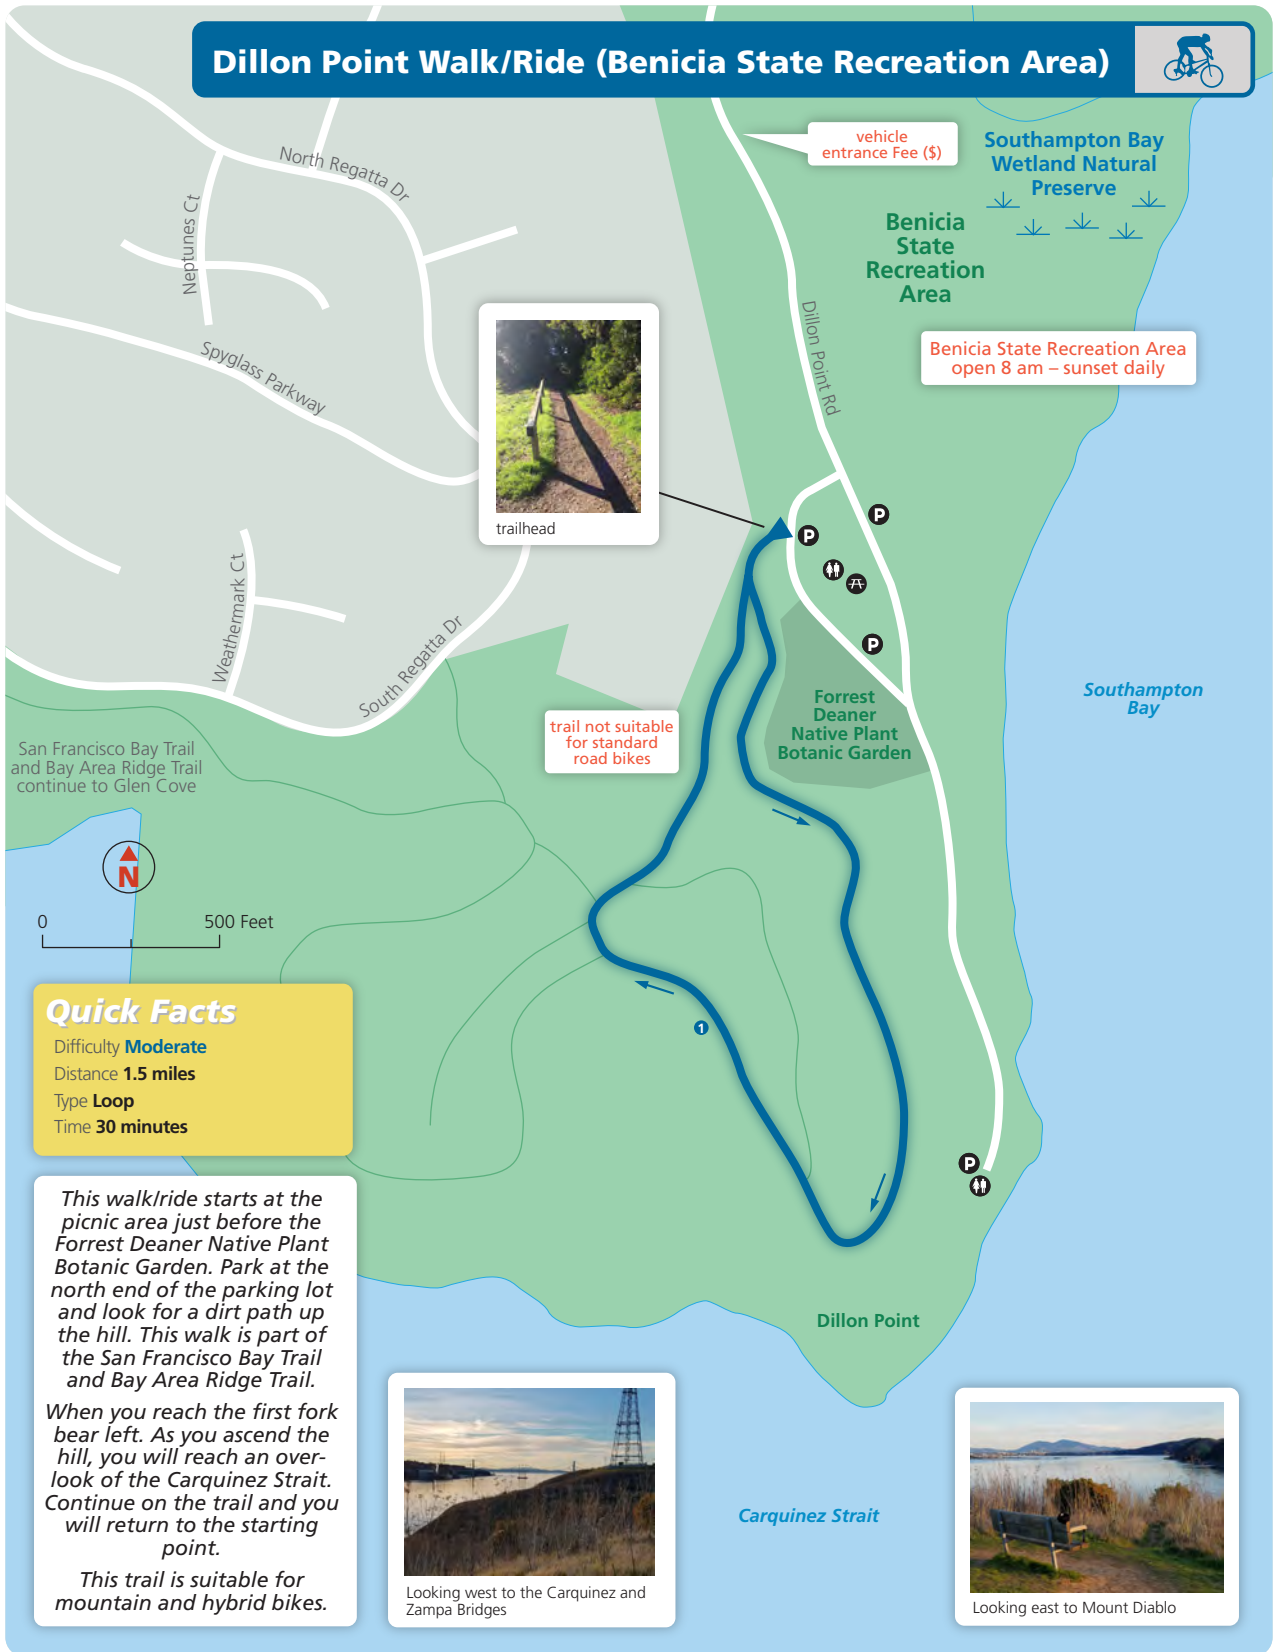 Dillon Point Walk/Ride (Benicia State Recreation Area)
vehicle
entrance Fee ($)
Southampton Bay
Wetland Natural
Preserve
Benicia
State
Recreation
Area
North Regatta Dr
Neptunes Ct
Spyglass Parkway
Dillon Point Rd
Benicia State Recreation Area
open 8 am – sunset daily
trailhead
P
P
P
Weathermark Ct
South Regatta Dr
Forrest
Deaner
Native Plant
Botanic Garden
Southampton
Bay
trail not suitable
for standard
road bikes
San Francisco Bay Trail
and Bay Area Ridge Trail
continue to Glen Cove
N
0 500 Feet
1
Quick Facts
Difficulty Moderate
Distance 1.5 miles
Type Loop
Time 30 minutes
P
This walk/ride starts at the
picnic area just before the
Forrest Deaner Native Plant
Botanic Garden. Park at the
north end of the parking lot
and look for a dirt path up
the hill. This walk is part of
the San Francisco Bay Trail
and Bay Area Ridge Trail.
When you reach the first fork
bear left. As you ascend the
hill, you will reach an over-
look of the Carquinez Strait.
Continue on the trail and you
will return to the starting
point.
This trail is suitable for
mountain and hybrid bikes.
Dillon Point
Carquinez Strait
Looking west to the Carquinez and
Zampa Bridges
Looking east to Mount Diablo